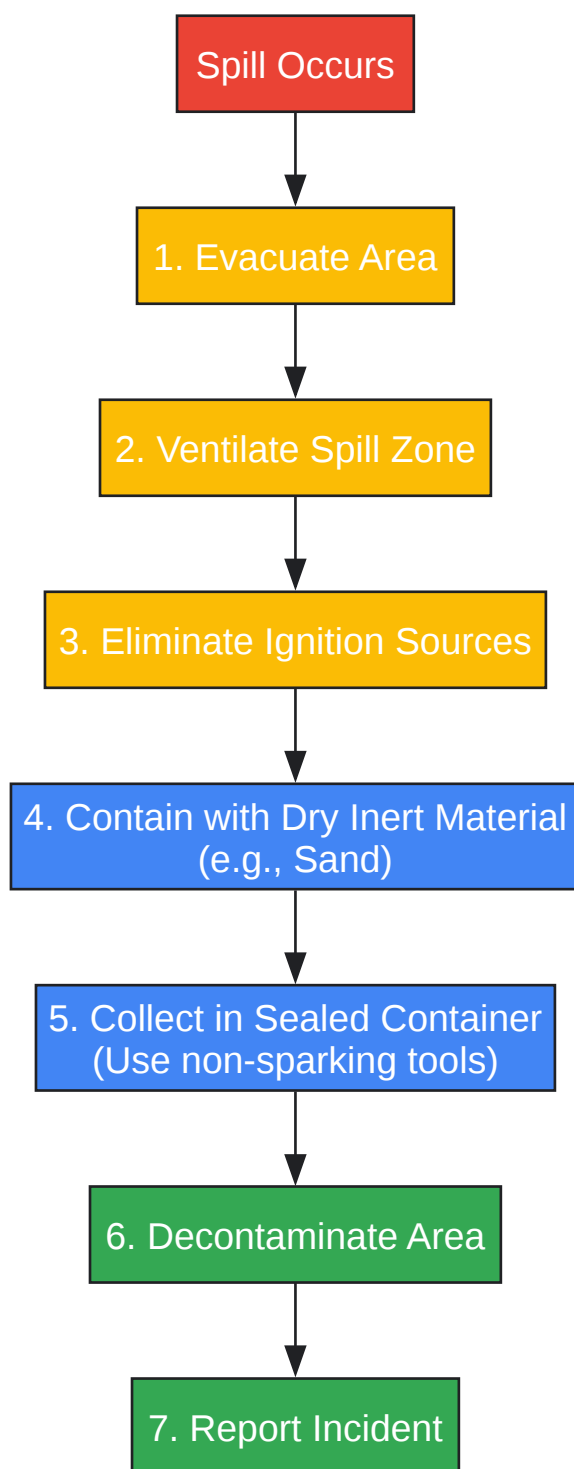 Spill Occurs
1. Evacuate Area
2. Ventilate Spill Zone
3. Eliminate Ignition Sources
4. Contain with Dry Inert Material
(e.g., Sand)
5. Collect in Sealed Container
(Use non-sparking tools)
6. Decontaminate Area
7. Report Incident